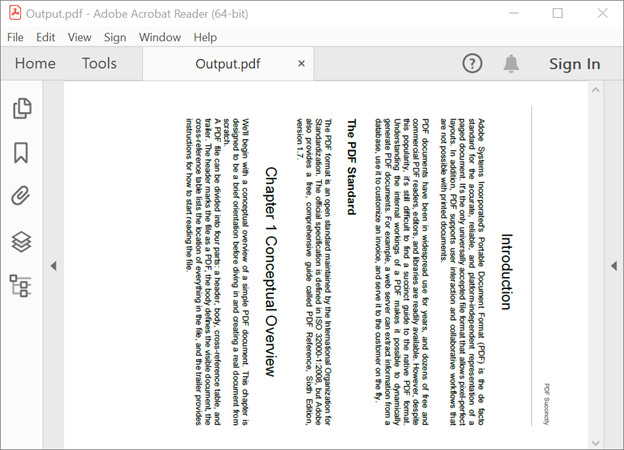 Output.pdf - Adobe Acrobat Reader (64-bit)
File Edit View Sign Window Help
Home Tools Output.pdf × ? Sign In
PDF Succinctly
Introduction
Adobe Systems Incorporated's Portable Document Format (PDF) is the de facto
standard for the accurate, reliable, and platform-independent representation of a
paged document. It's the only universally accepted file format that allows pixel-perfect
layouts. In addition, PDF supports user interaction and collaborative workflows that
are not possible with printed documents.
PDF documents have been in widespread use for years, and dozens of free and
commercial PDF readers, editors, and libraries are readily available. However, despite
this popularity, it's still difficult to find a succinct guide to the native PDF format.
Understanding the internal workings of a PDF makes it possible to dynamically
generate PDF documents. For example, a web server can extract information from a
database, use it to customize an invoice, and serve it to the customer on the fly.
The PDF Standard
The PDF format is an open standard maintained by the International Organization for
Standardization. The official specification is defined in ISO 32000-1:2008, but Adobe
also provides a free, comprehensive guide called PDF Reference, Sixth Edition,
version 1.7.
Chapter 1 Conceptual Overview
We'll begin with a conceptual overview of a simple PDF document. This chapter is
designed to be a brief orientation before diving in and creating a real document from
scratch.
A PDF file can be divided into four parts: a header, body, cross-reference table, and
trailer. The header marks the file as a PDF, the body defines the visible document, the
cross-reference table lists the location of everything in the file, and the trailer provides
instructions for how to start reading the file.